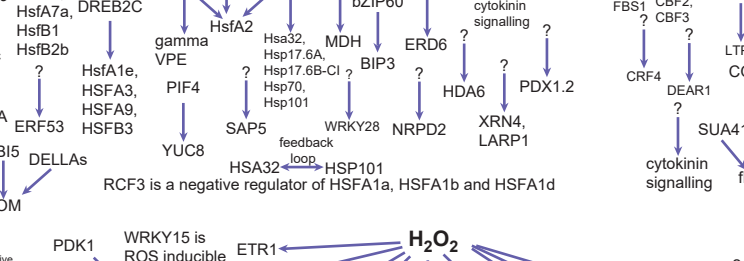 bZIP60
cytokinin
signalling
FBS1
CBF2,
CBF3
HsfA7a,
HsfB1
HsfB2b
DREB2C
HsfA2
gamma
VPE
Hsa32,
Hsp17.6A,
Hsp17.6B-CI
Hsp70,
Hsp101
MDH
BIP3
ERD6
?
?
?
?
?
?
?
?
?
?
HsfA1e,
HSFA3,
HSFA9,
HSFB3
PIF4
HDA6
PDX1.2
CRF4
DEAR1
ERF53
SAP5
WRKY28
NRPD2
XRN4,
LARP1
SUA41
YUC8
feedback
loop
DELLAs
HSA32
HSP101
cytokinin
signalling
RCF3 is a negative regulator of HSFA1a, HSFA1b and HSFA1d
PDK1
WRKY15 is
ROS inducible
ETR1
H₂O₂